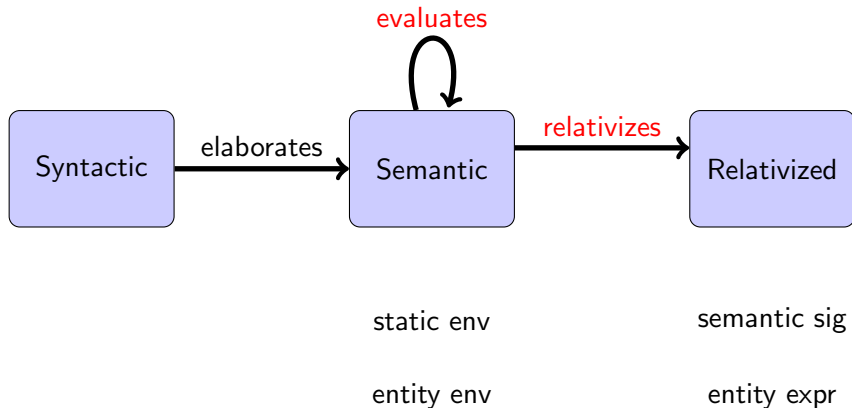 evaluates
elaborates
relativizes
Syntactic
Semantic
Relativized
static env
semantic sig
entity env
entity expr